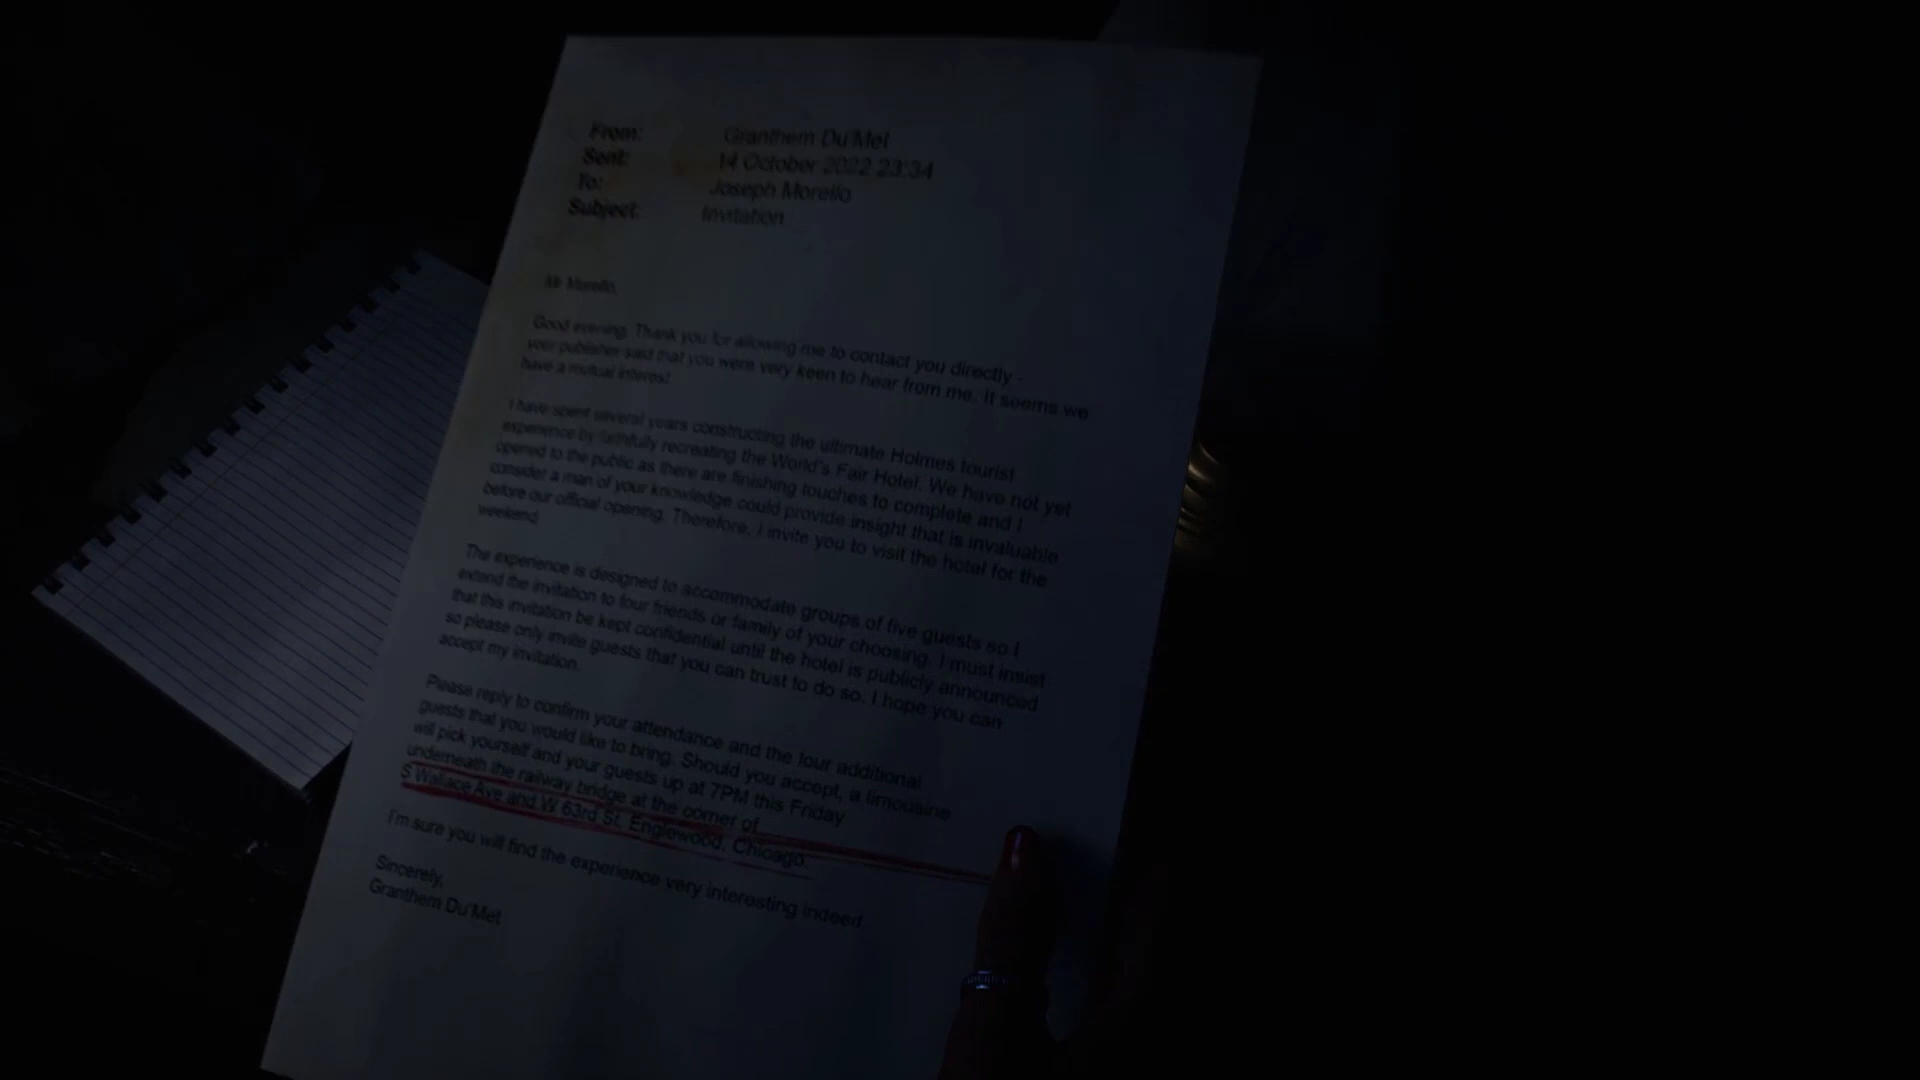 From: Granthem Du'Met
Sent: 14 October 2022 23:34
To: Joseph Morello
Subject: Invitation
Mr Morello,
Good evening. Thank you for allowing me to contact you directly -
your publisher said that you were very keen to hear from me. It seems we
have a mutual interest.
I have spent several years constructing the ultimate Holmes tourist
experience by faithfully recreating the World's Fair Hotel. We have not yet
opened to the public as there are finishing touches to complete and I
consider a man of your knowledge could provide insight that is invaluable
before our official opening. Therefore, I invite you to visit the hotel for the
weekend.
The experience is designed to accommodate groups of five guests so I
extend the invitation to four friends or family of your choosing. I must insist
that this invitation be kept confidential until the hotel is publicly announced
so please only invite guests that you can trust to do so. I hope you can
accept my invitation.
Please reply to confirm your attendance and the four additional
guests that you would like to bring. Should you accept, a limousine
will pick yourself and your guests up at 7PM this Friday
underneath the railway bridge at the corner of
S Wallace Ave and W 63rd St, Englewood, Chicago.
I'm sure you will find the experience very interesting indeed.
Sincerely,
Granthem Du'Met